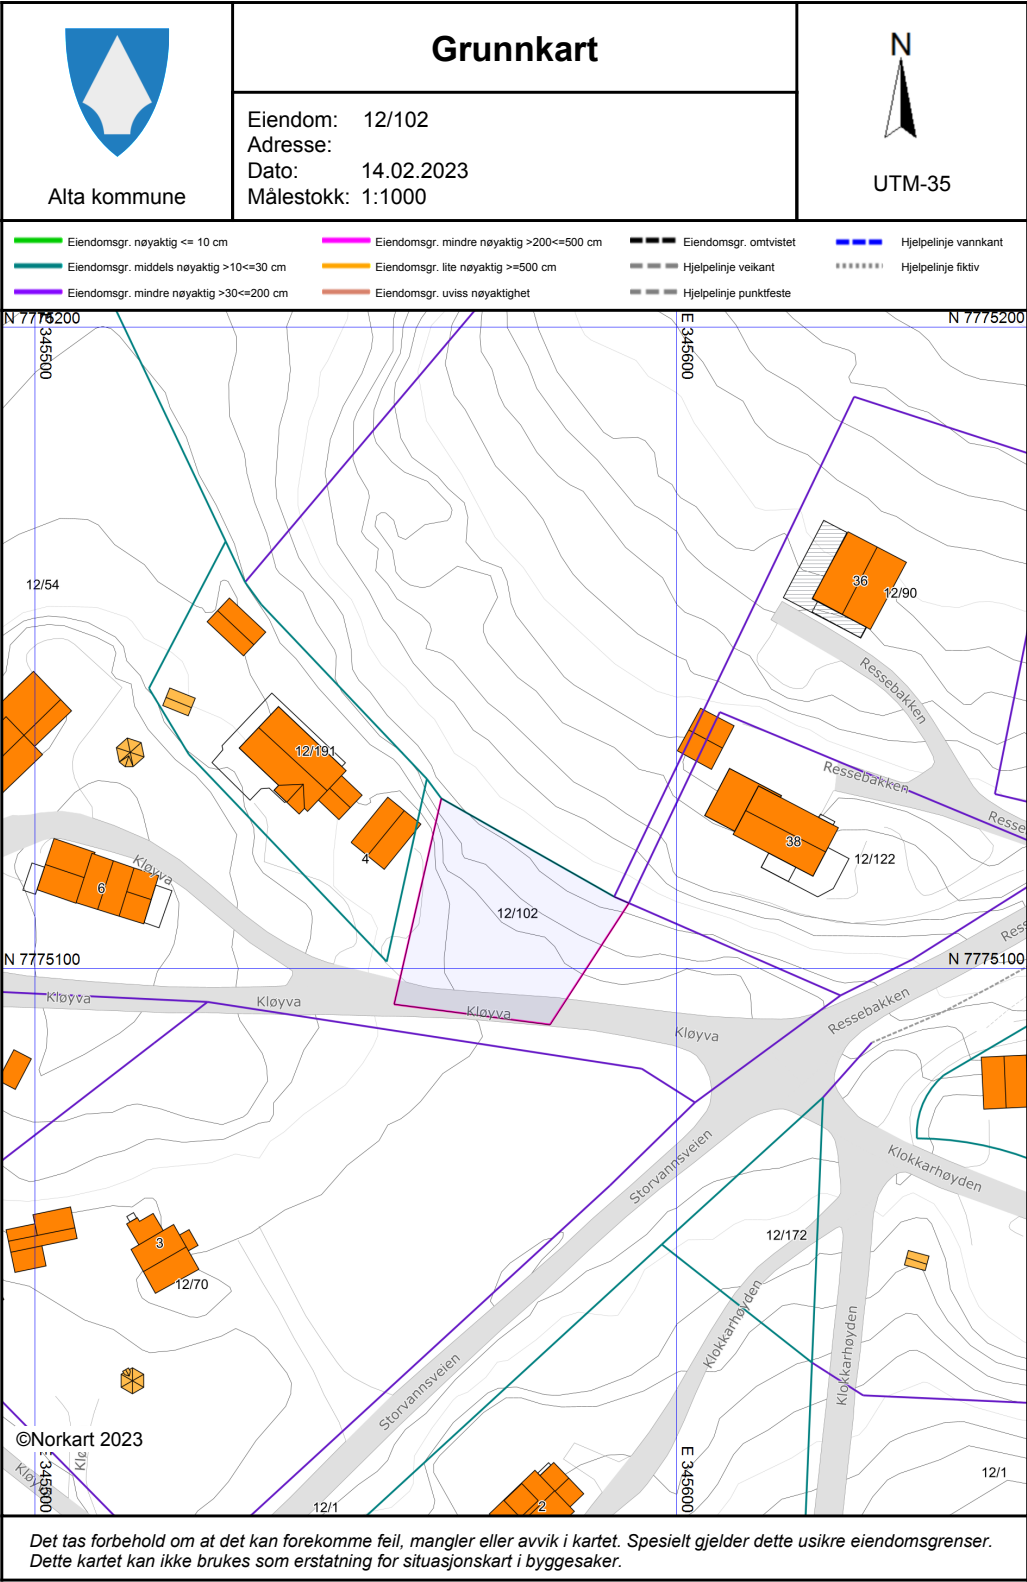 Grunnkart
Alta kommune
Eiendom: 12/102
Adresse:
Dato: 14.02.2023
Målestokk: 1:1000
N
UTM-35
Eiendomsgr. nøyaktig <= 10 cm
Eiendomsgr. middels nøyaktig >10<=30 cm
Eiendomsgr. mindre nøyaktig >30<=200 cm
Eiendomsgr. mindre nøyaktig >200<=500 cm
Eiendomsgr. lite nøyaktig >=500 cm
Eiendomsgr. uviss nøyaktighet
Eiendomsgr. omtvistet
Hjelpelinje veikant
Hjelpelinje punktfeste
Hjelpelinje vannkant
Hjelpelinje fiktiv
N 7775200
E 345500
E 345600
N 7775200
12/54
36
12/90
Ressebakken
12/191
Ressebakken
Resse
4
38
12/122
Kløyva
6
12/102
Ress
N 7775100
N 7775100
Kløyva
Kløyva
Kløyva
Kløyva
Ressebakken
Storvannsveien
Klokkarhøyden
12/172
3
12/70
Klokkarhøyden
Klokkarhøyden
Storvannsveien
©Norkart 2023
Kløy
Klø
E 345500
E 345600
12/1
2
12/1
Det tas forbehold om at det kan forekomme feil, mangler eller avvik i kartet. Spesielt gjelder dette usikre eiendomsgrenser.
Dette kartet kan ikke brukes som erstatning for situasjonskart i byggesaker.